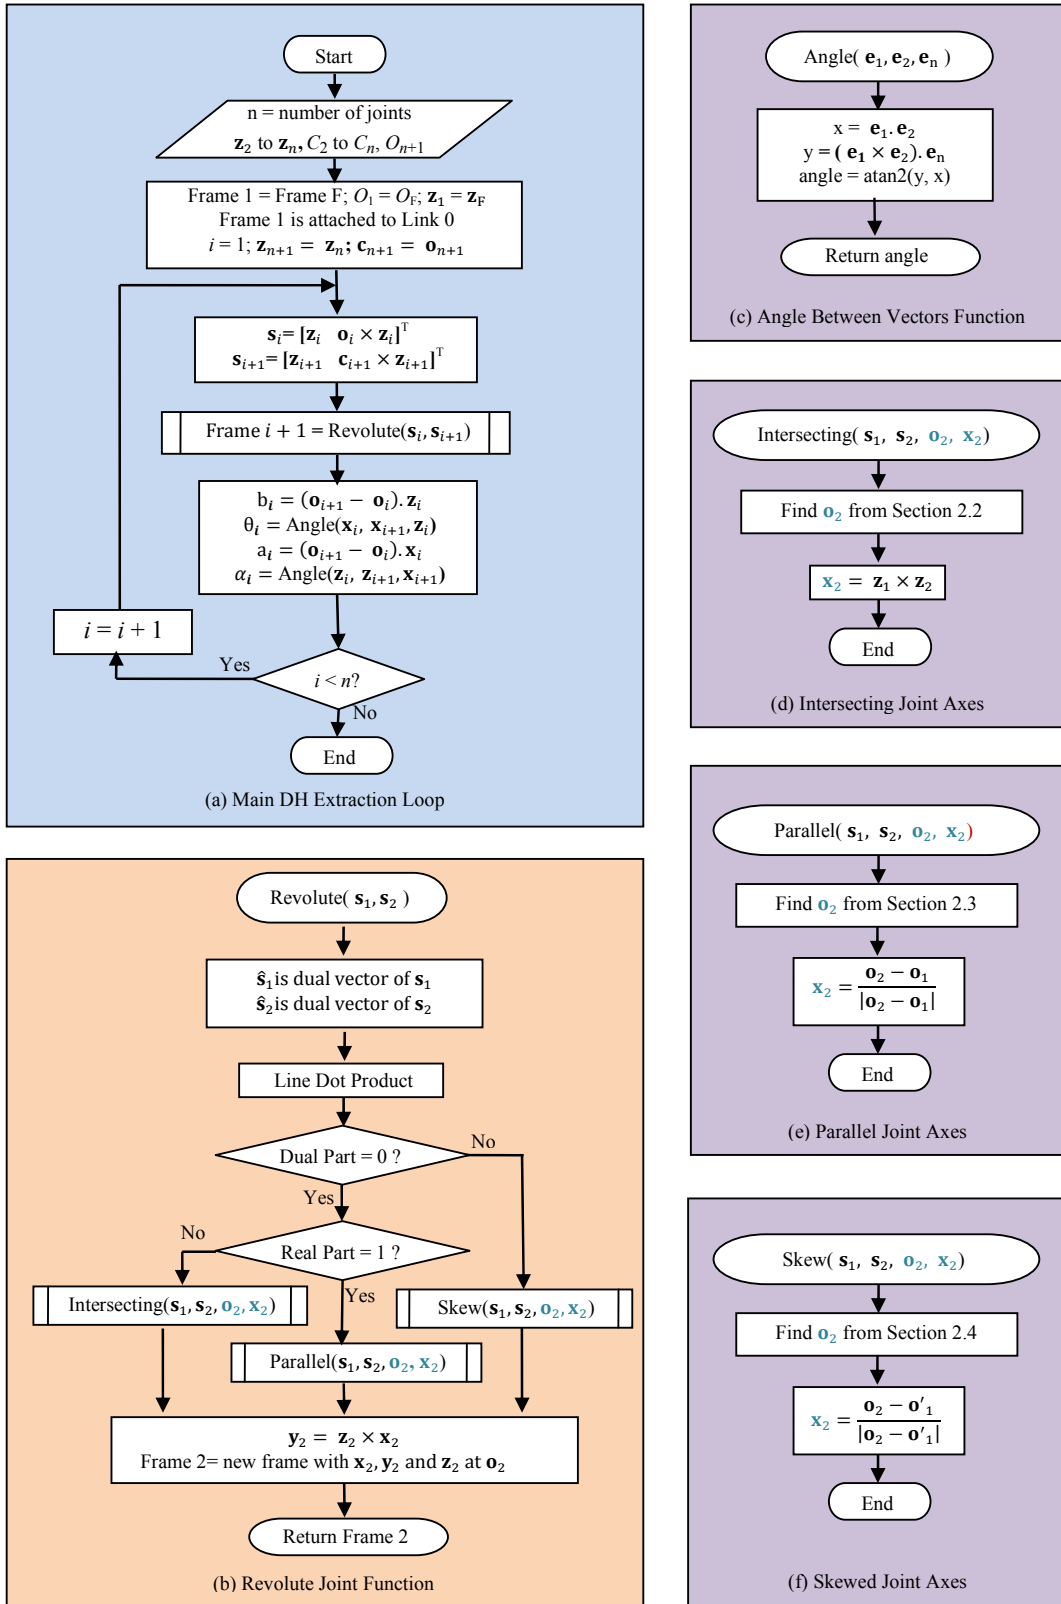 Start
n = number of joints
z₂ to zₙ, C₂ to Cₙ, Oₙ₊₁
Frame 1 = Frame F; O₁ = O_F; z₁ = z_F
Frame 1 is attached to Link 0
i = 1; zₙ₊₁ = zₙ; cₙ₊₁ = oₙ₊₁
sᵢ= [zᵢ oᵢ × zᵢ]ᵀ
sᵢ₊₁= [zᵢ₊₁ cᵢ₊₁ × zᵢ₊₁]ᵀ
Frame i + 1 = Revolute(sᵢ, sᵢ₊₁)
bᵢ = (oᵢ₊₁ − oᵢ). zᵢ
θᵢ = Angle(xᵢ, xᵢ₊₁, zᵢ)
aᵢ = (oᵢ₊₁ − oᵢ). xᵢ
αᵢ = Angle(zᵢ, zᵢ₊₁, xᵢ₊₁)
i = i + 1
Yes
i < n?
No
End
(a) Main DH Extraction Loop
Revolute( s₁, s₂ )
ŝ₁ is dual vector of s₁
ŝ₂ is dual vector of s₂
Line Dot Product
Dual Part = 0 ?
No
Yes
No
Real Part = 1 ?
Yes
Intersecting(s₁, s₂, o₂, x₂)
Skew(s₁, s₂, o₂, x₂)
Parallel(s₁, s₂, o₂, x₂)
y₂ = z₂ × x₂
Frame 2= new frame with x₂, y₂ and z₂ at o₂
Return Frame 2
(b) Revolute Joint Function
Angle( e₁, e₂, eₙ )
x = e₁. e₂
y = ( e₁ × e₂). eₙ
angle = atan2(y, x)
Return angle
(c) Angle Between Vectors Function
Intersecting( s₁, s₂, o₂, x₂)
Find o₂ from Section 2.2
x₂ = z₁ × z₂
End
(d) Intersecting Joint Axes
Parallel( s₁, s₂, o₂, x₂)
Find o₂ from Section 2.3
x₂ = (o₂ − o₁)/|o₂ − o₁|
End
(e) Parallel Joint Axes
Skew( s₁, s₂, o₂, x₂)
Find o₂ from Section 2.4
x₂ = (o₂ − o′₁)/|o₂ − o′₁|
End
(f) Skewed Joint Axes